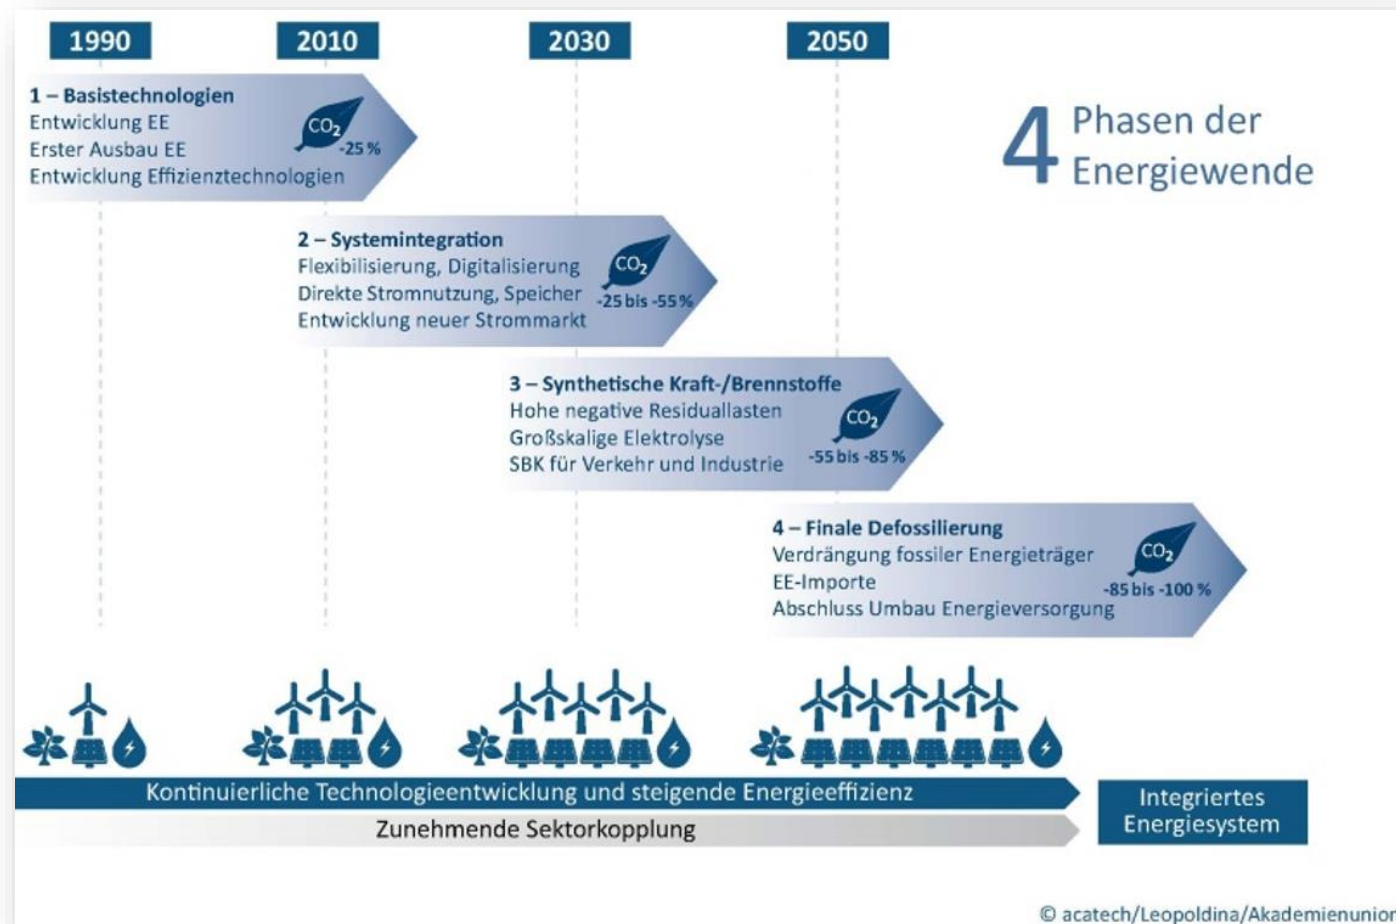 1990
2010
2030
2050
4 Phasen der
Energiewende
1 – Basistechnologien
Entwicklung EE
Erster Ausbau EE
Entwicklung Effizienztechnologien
CO₂
-25 %
2 – Systemintegration
Flexibilisierung, Digitalisierung
Direkte Stromnutzung, Speicher
Entwicklung neuer Strommarkt
CO₂
-25 bis -55 %
3 – Synthetische Kraft-/Brennstoffe
Hohe negative Residuallasten
Großskalige Elektrolyse
SBK für Verkehr und Industrie
CO₂
-55 bis -85 %
4 – Finale Defossilierung
Verdrängung fossiler Energieträger
EE-Importe
Abschluss Umbau Energieversorgung
CO₂
-85 bis -100 %
Kontinuierliche Technologieentwicklung und steigende Energieeffizienz
Zunehmende Sektorkopplung
Integriertes
Energiesystem
© acatech/Leopoldina/Akademienunion